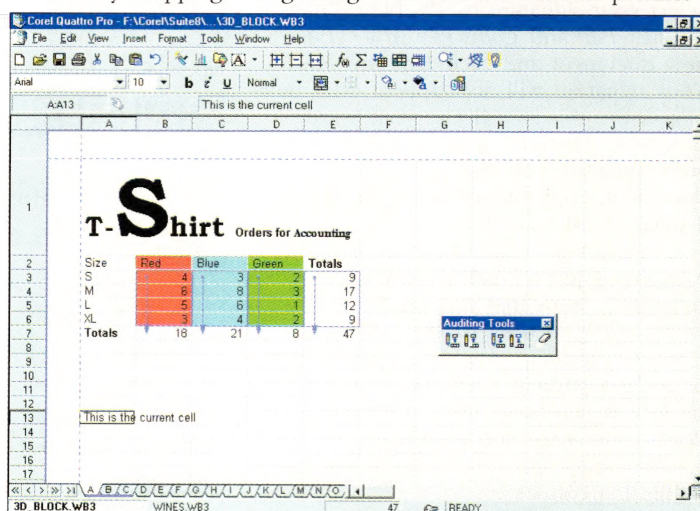 Corel Quattro Pro - F:\Corel\Suite8\...\3D_BLOCK.WB3
File Edit View Insert Format Tools Window Help
Arial 10 b i U Normal
A:A13 This is the current cell
A B C D E F G H I J K
1 T-Shirt Orders for Accounting
2 Size Red Blue Green Totals
3 S 4 3 2 9
4 M 6 8 3 17
5 L 5 6 1 12
6 XL 3 4 2 9
7 Totals 18 21 8 47
Auditing Tools
8
9
10
11
12
13 This is the current cell
14
15
16
17
A B C D E F G H I J K L M N O
3D_BLOCK.WB3 WINES.WB3 47 READY